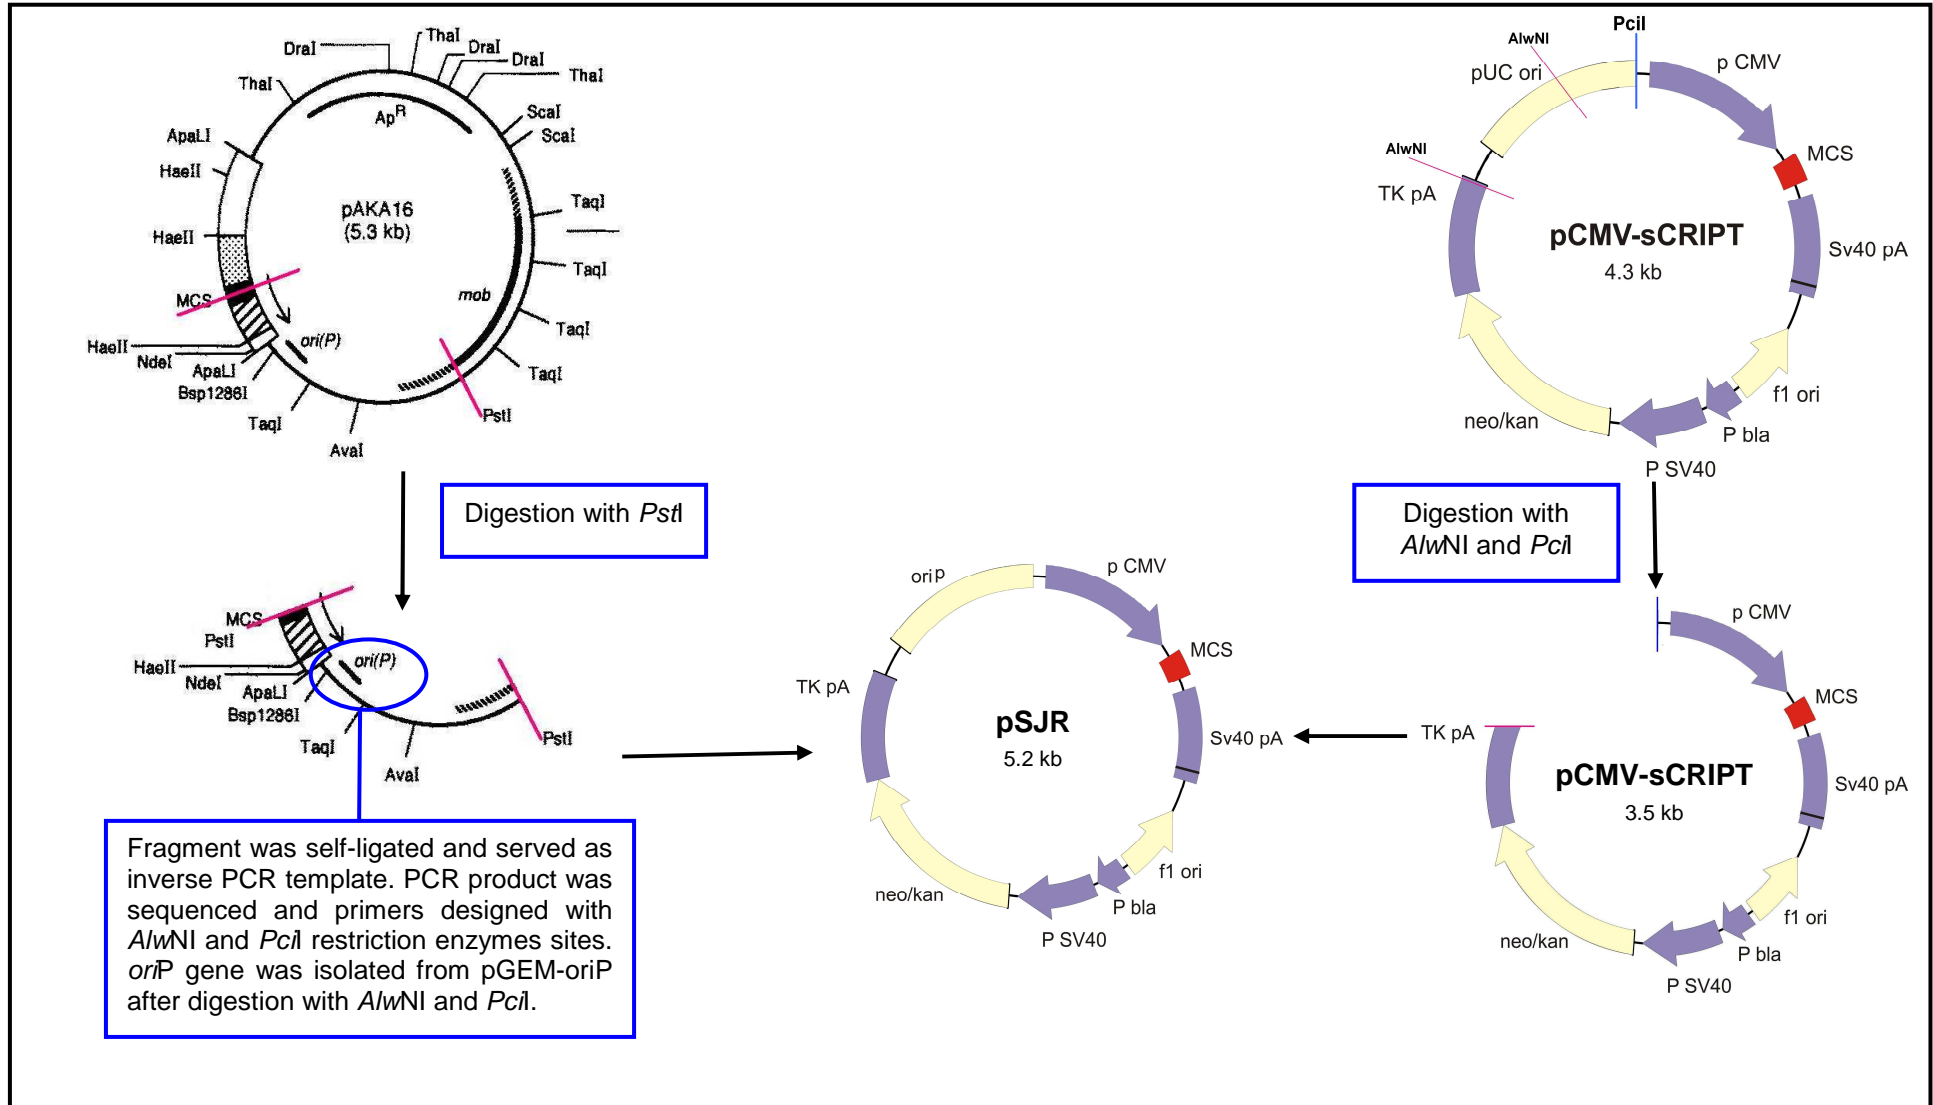 DraI
ThaI
DraI
DraI
ThaI
ThaI
ApR
ScaI
ScaI
ApaLI
HaeII
pAKA16
(5.3 kb)
TaqI
HaeII
TaqI
MCS
mob
TaqI
HaeII
ori(P)
NdeI
ApaLI
Bsp1286I
TaqI
TaqI
PstI
AvaI
PciI
AlwNI
pUC ori
p CMV
AlwNI
MCS
TK pA
pCMV-sCRIPT
4.3 kb
Sv40 pA
neo/kan
f1 ori
P bla
P SV40
Digestion with PstI
Digestion with
AlwNI and PciI
MCS
PstI
HaeII
ori(P)
NdeI
ApaLI
Bsp1286I
TaqI
AvaI
PstI
Fragment was self-ligated and served as
inverse PCR template. PCR product was
sequenced and primers designed with
AlwNI and PciI restriction enzymes sites.
oriP gene was isolated from pGEM-oriP
after digestion with AlwNI and PciI.
ori P
p CMV
MCS
TK pA
pSJR
5.2 kb
Sv40 pA
neo/kan
f1 ori
P bla
P SV40
p CMV
MCS
TK pA
pCMV-sCRIPT
3.5 kb
Sv40 pA
neo/kan
f1 ori
P bla
P SV40